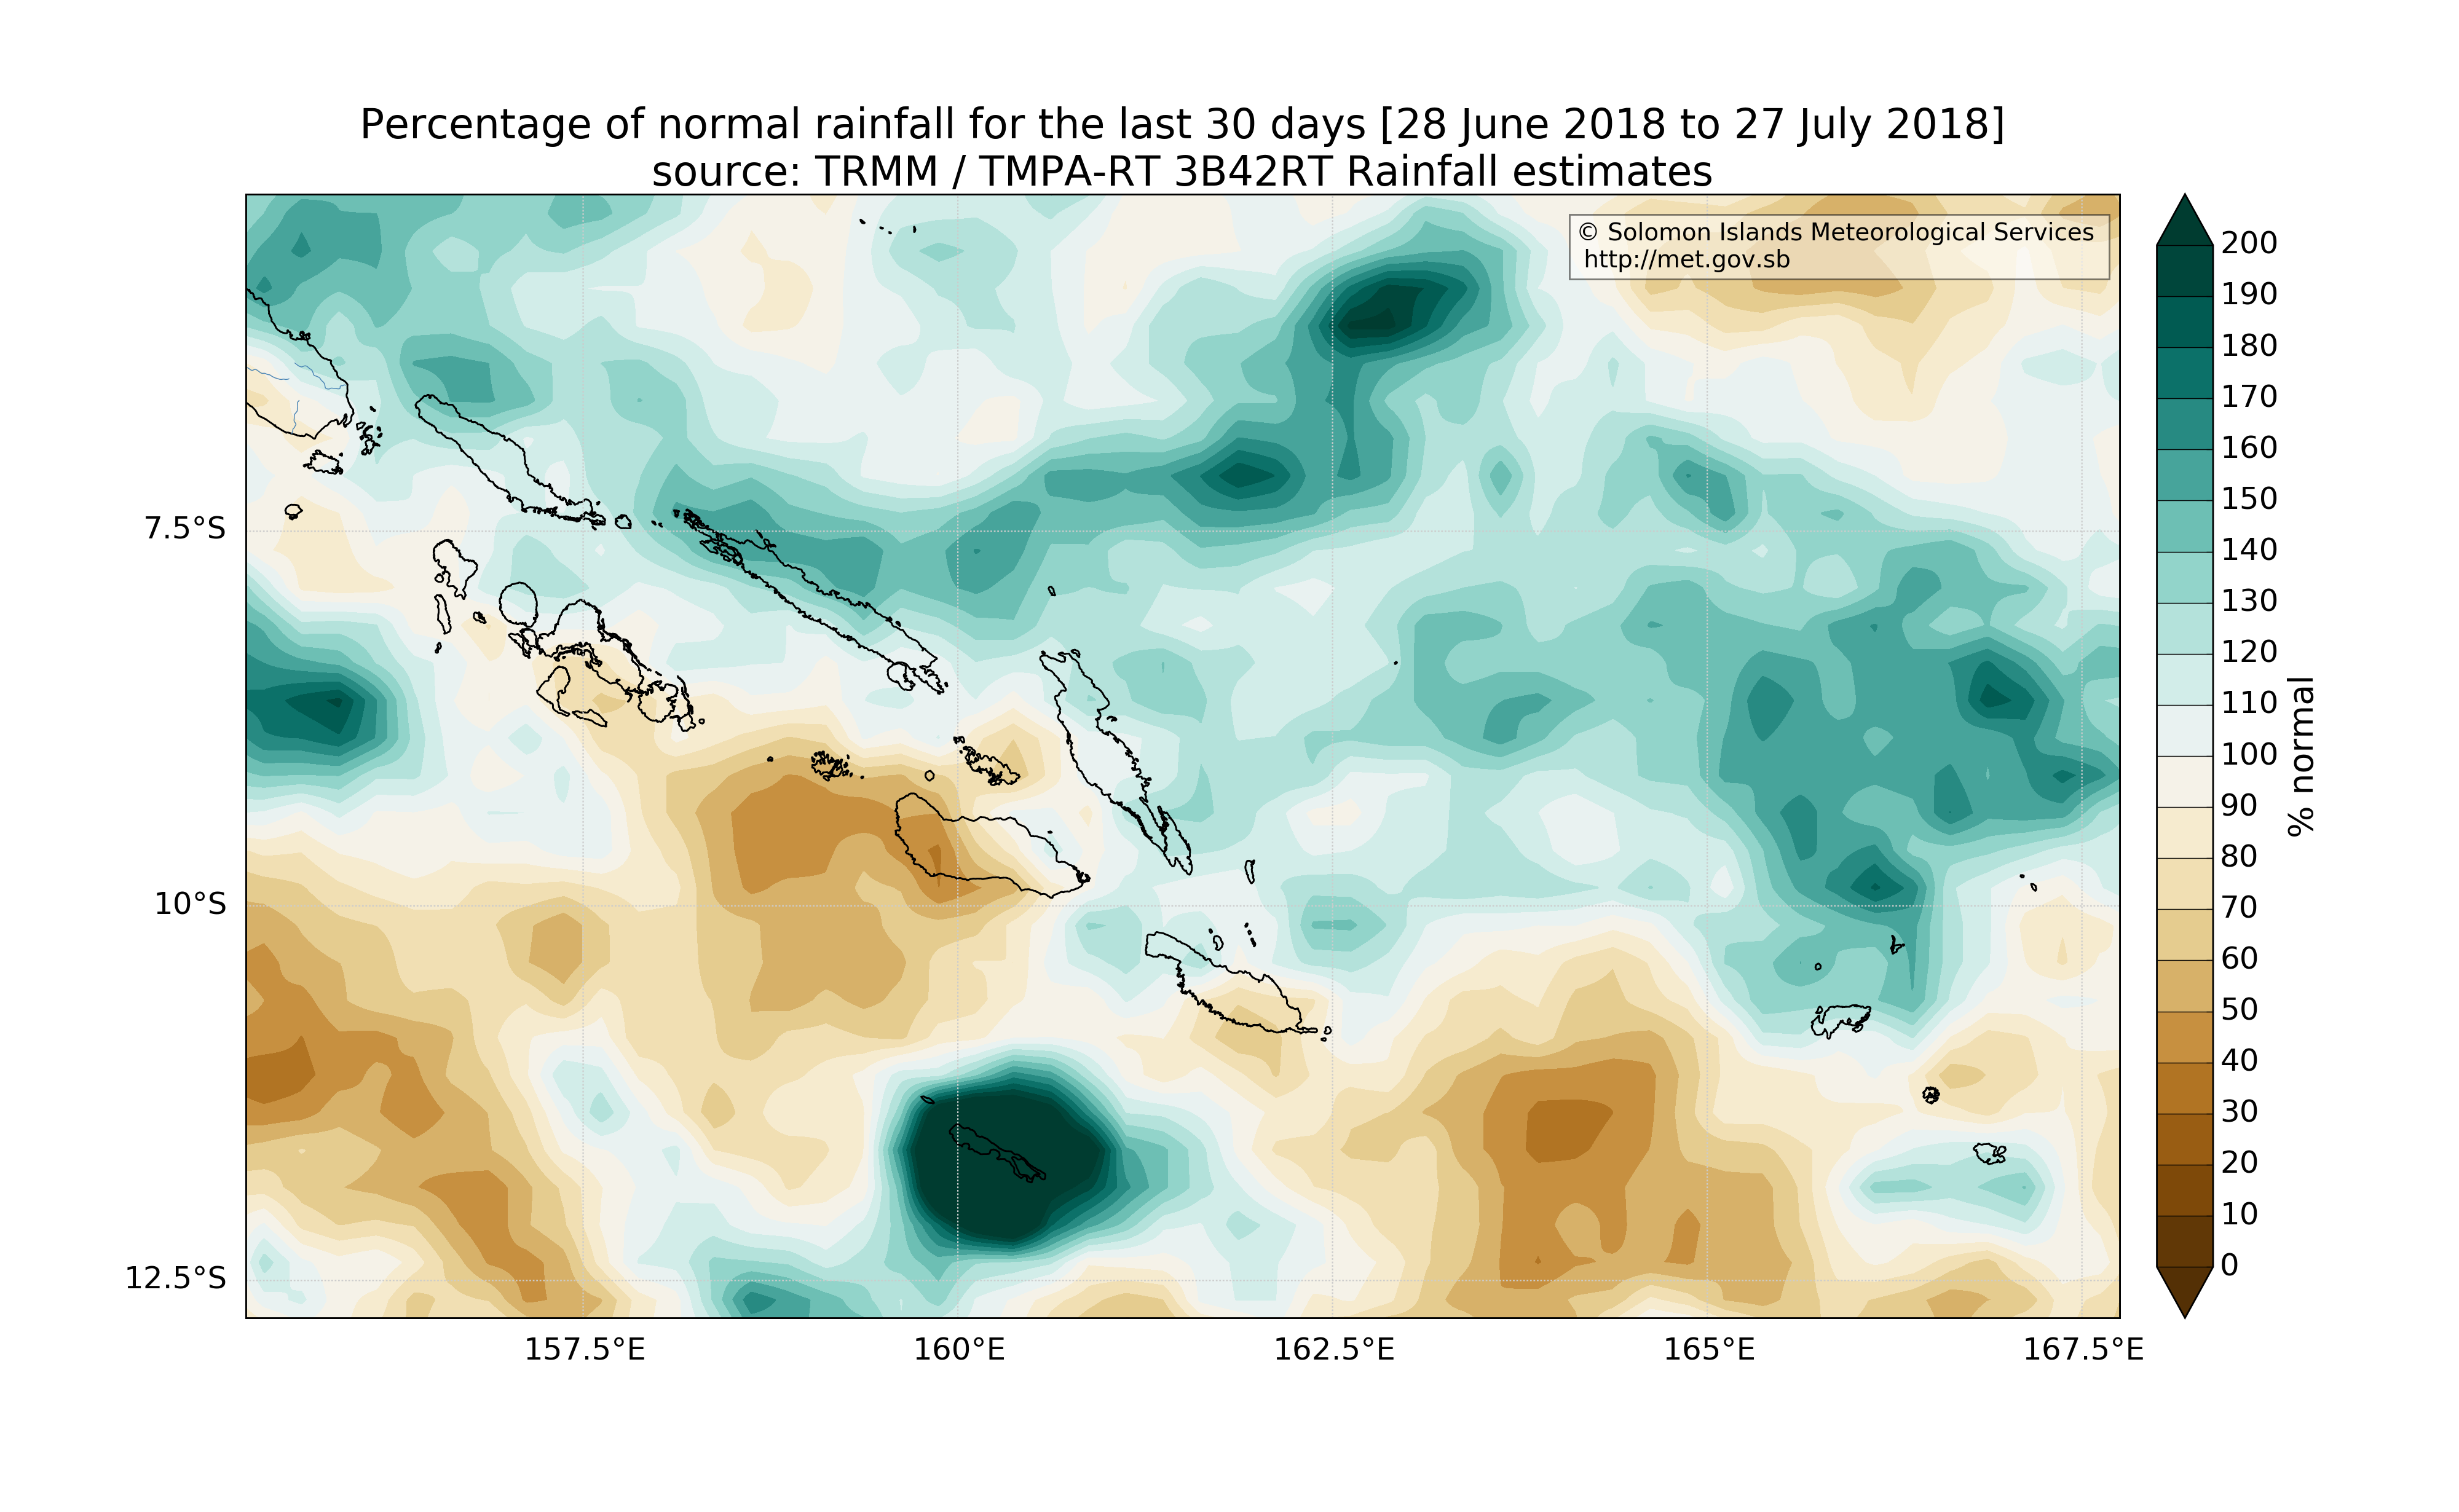 Percentage of normal rainfall for the last 30 days [28 June 2018 to 27 July 2018]
source: TRMM / TMPA-RT 3B42RT Rainfall estimates
© Solomon Islands Meteorological Services
http://met.gov.sb
7.5°S
10°S
12.5°S
157.5°E
160°E
162.5°E
165°E
167.5°E
200
190
180
170
160
150
140
130
120
110
100
90
80
70
60
50
40
30
20
10
0
% normal